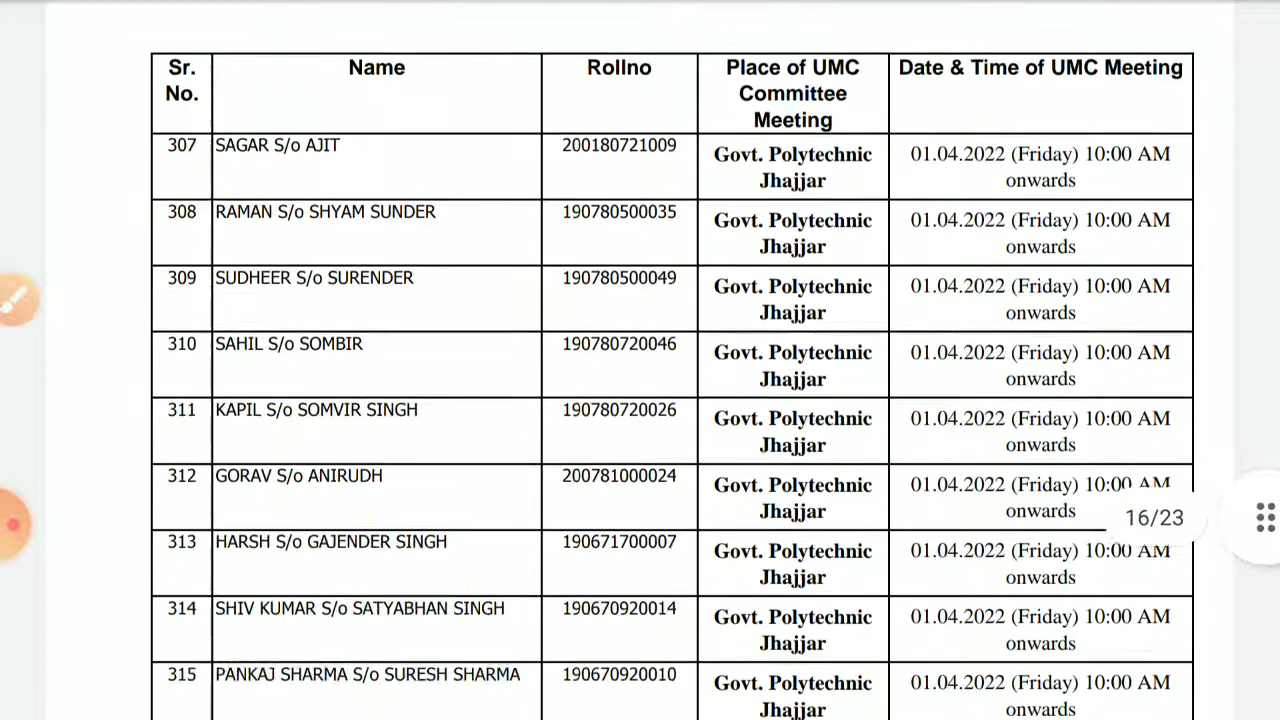 Sr. No. Name Rollno Place of UMC Committee Meeting Date & Time of UMC Meeting
307 SAGAR S/o AJIT 200180721009 Govt. Polytechnic Jhajjar 01.04.2022 (Friday) 10:00 AM onwards
308 RAMAN S/o SHYAM SUNDER 190780500035 Govt. Polytechnic Jhajjar 01.04.2022 (Friday) 10:00 AM onwards
309 SUDHEER S/o SURENDER 190780500049 Govt. Polytechnic Jhajjar 01.04.2022 (Friday) 10:00 AM onwards
310 SAHIL S/o SOMBIR 190780720046 Govt. Polytechnic Jhajjar 01.04.2022 (Friday) 10:00 AM onwards
311 KAPIL S/o SOMVIR SINGH 190780720026 Govt. Polytechnic Jhajjar 01.04.2022 (Friday) 10:00 AM onwards
312 GORAV S/o ANIRUDH 200781000024 Govt. Polytechnic Jhajjar 01.04.2022 (Friday) 10:00 AM onwards
16/23
313 HARSH S/o GAJENDER SINGH 190671700007 Govt. Polytechnic Jhajjar 01.04.2022 (Friday) 10:00 AM onwards
314 SHIV KUMAR S/o SATYABHAN SINGH 190670920014 Govt. Polytechnic Jhajjar 01.04.2022 (Friday) 10:00 AM onwards
315 PANKAJ SHARMA S/o SURESH SHARMA 190670920010 Govt. Polytechnic Jhajjar 01.04.2022 (Friday) 10:00 AM onwards